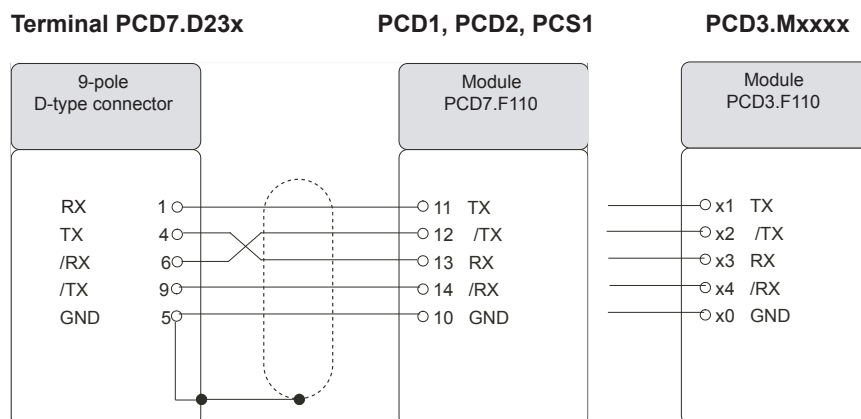 Terminal PCD7.D23x PCD1, PCD2, PCS1 PCD3.Mxxxx
9-pole
D-type connector
Module
PCD7.F110
Module
PCD3.F110
RX 1 11 TX x1 TX
TX 4 12 /TX x2 /TX
/RX 6 13 RX x3 RX
/TX 9 14 /RX x4 /RX
GND 5 10 GND x0 GND